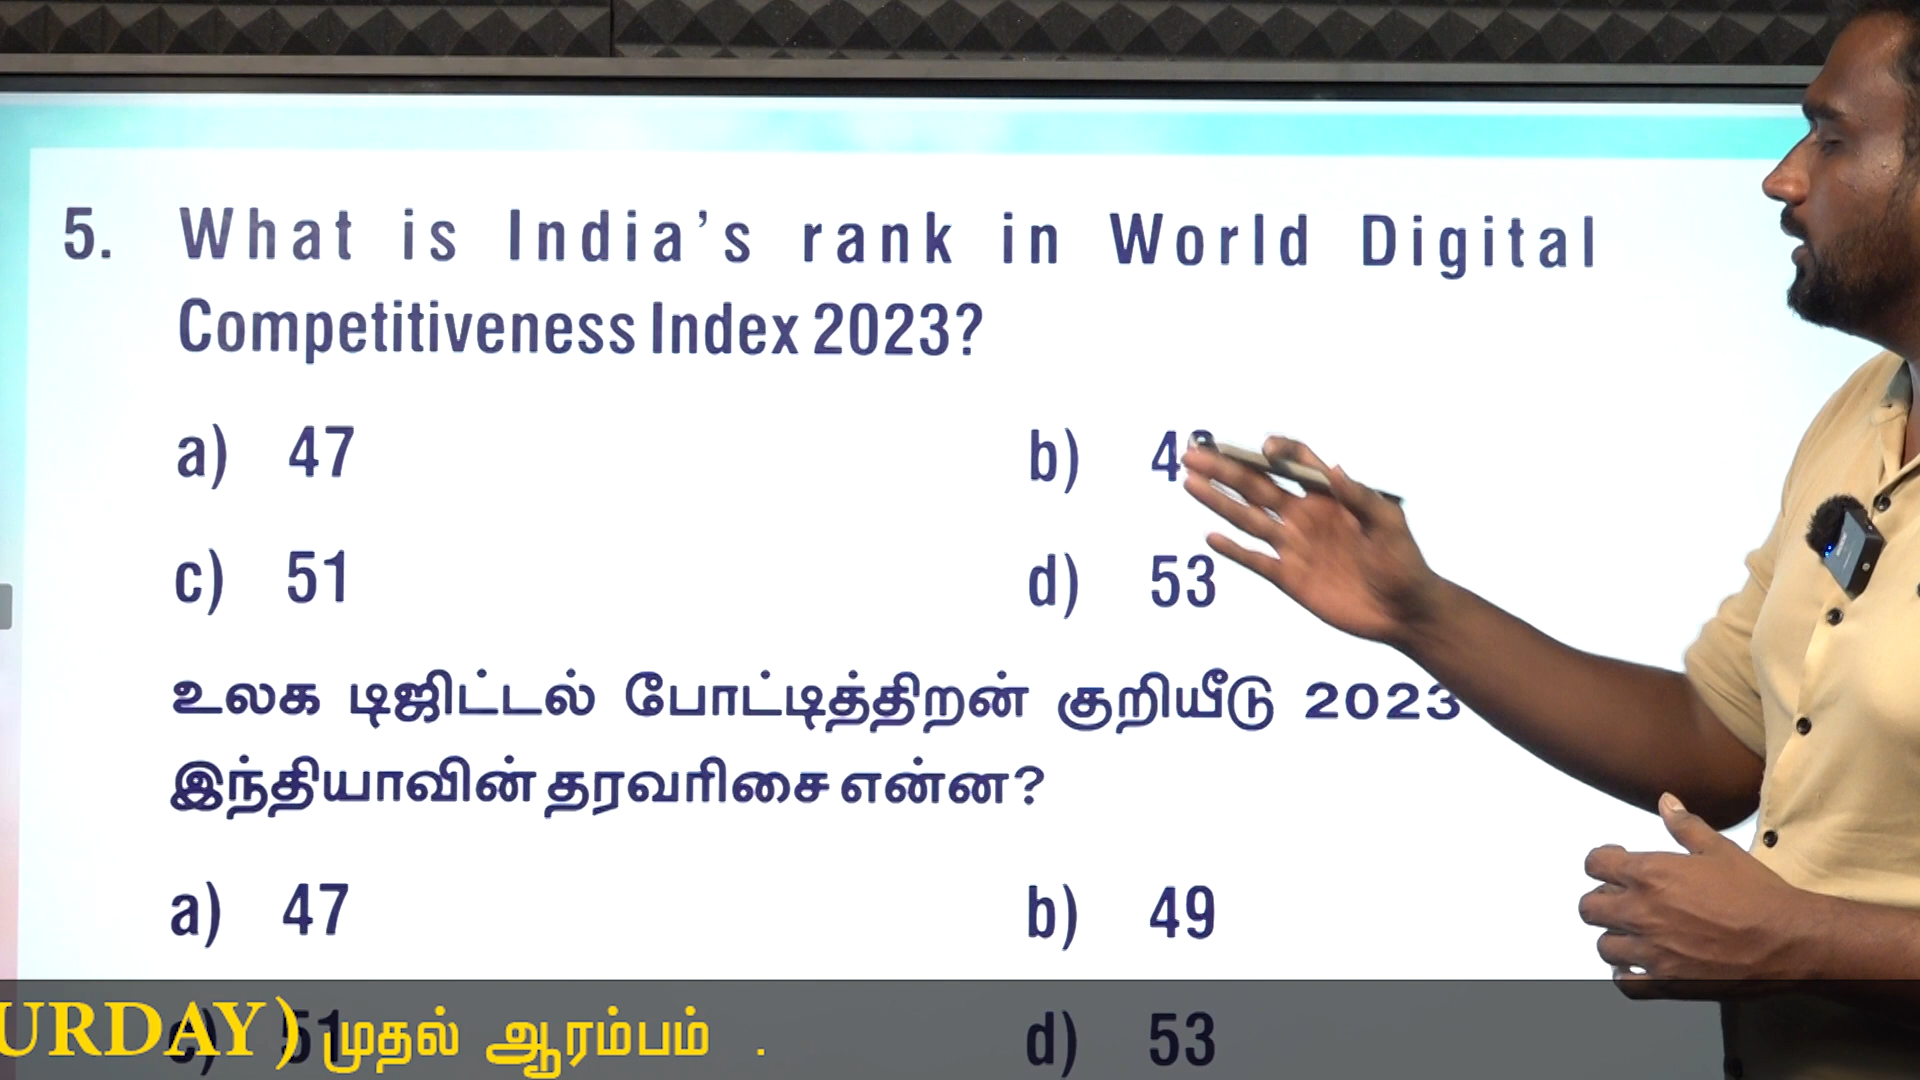 5. What is India's rank in World Digital
Competitiveness Index 2023?
a) 47 b)
c) 51 d) 53
உலக டிஜிட்டல் போட்டித்திறன் குறியீடு 2023
இந்தியாவின் தரவரிசை என்ன?
a) 47 b) 49
c) 51 d) 53
URDAY) முதல் ஆரம்பம் .